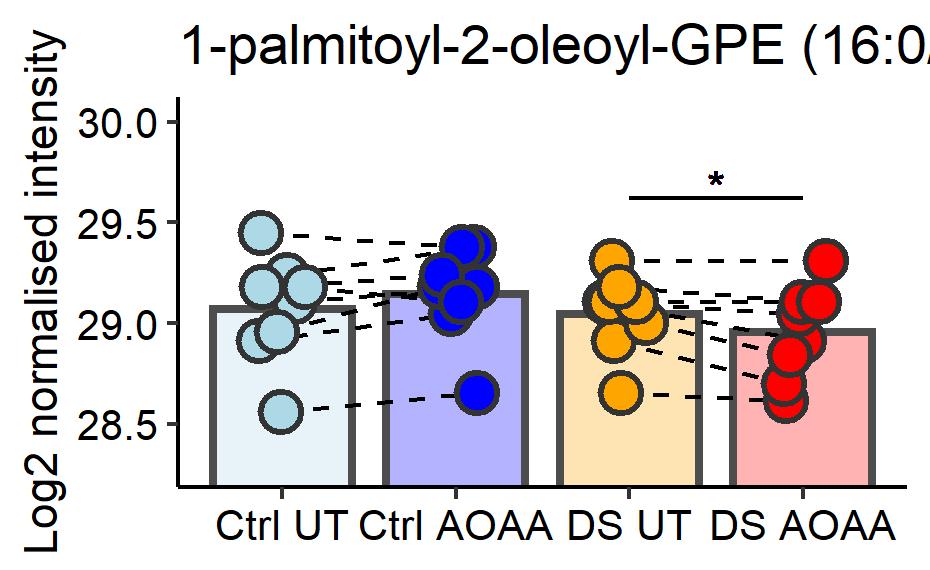 1-palmitoyl-2-oleoyl-GPE (16:0/
Log2 normalised intensity
30.0
29.5
29.0
28.5
*
Ctrl UT Ctrl AOAA DS UT DS AOAA